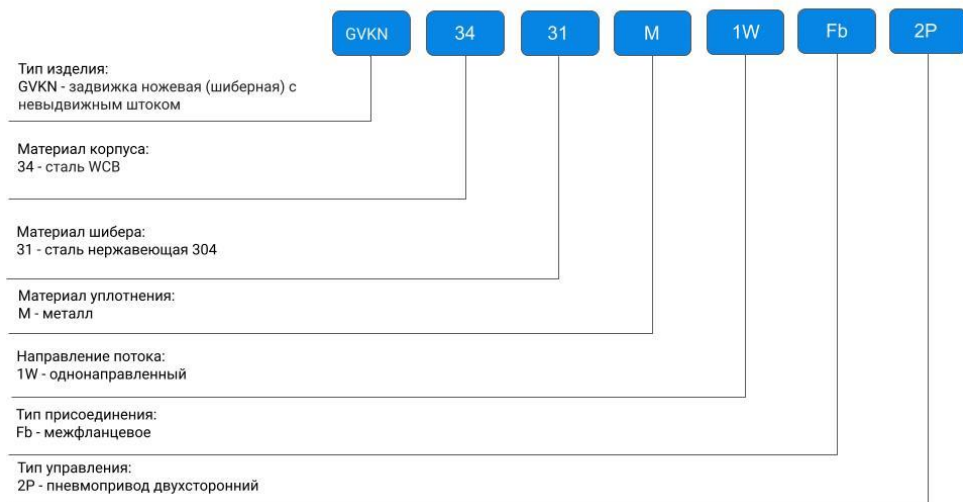 GVKN 34 31 M 1W Fb 2P
Тип изделия:
GVKN - задвижка ножевая (шиберная) с
невыдвижным штоком
Материал корпуса:
34 - сталь WCB
Материал шибера:
31 - сталь нержавеющая 304
Материал уплотнения:
М - металл
Направление потока:
1W - однонаправленный
Тип присоединения:
Fb - межфланцевое
Тип управления:
2P - пневмопривод двухсторонний